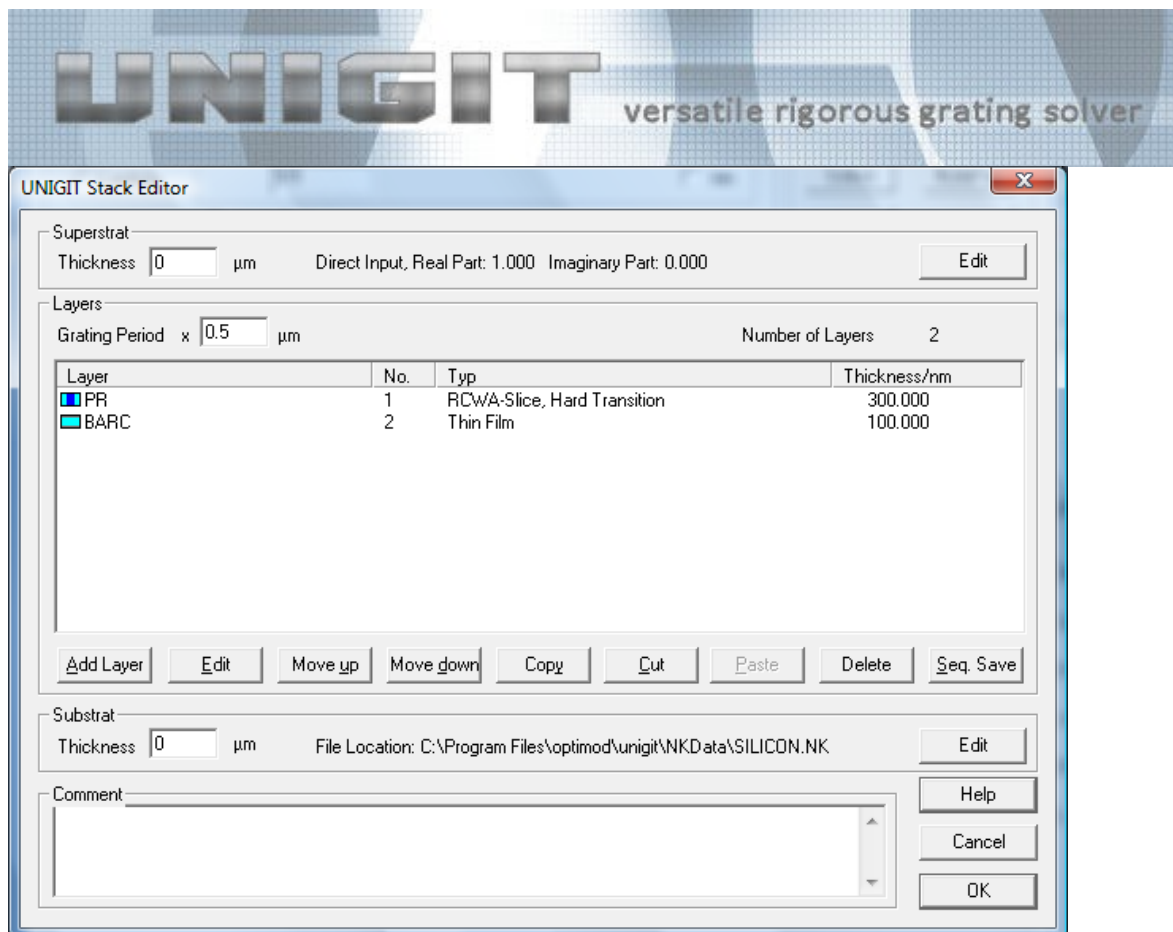 UNIGIT versatile rigorous grating solver
UNIGIT Stack Editor
Superstrat
Thickness 0 µm Direct Input, Real Part: 1.000 Imaginary Part: 0.000 Edit
Layers
Grating Period x 0.5 µm Number of Layers 2
Layer No. Typ Thickness/nm
PR 1 RCWA-Slice, Hard Transition 300.000
BARC 2 Thin Film 100.000
Add Layer Edit Move up Move down Copy Cut Paste Delete Seq. Save
Substrat
Thickness 0 µm File Location: C:\Program Files\optimod\unigit\NKData\SILICON.NK Edit
Comment
Help
Cancel
OK